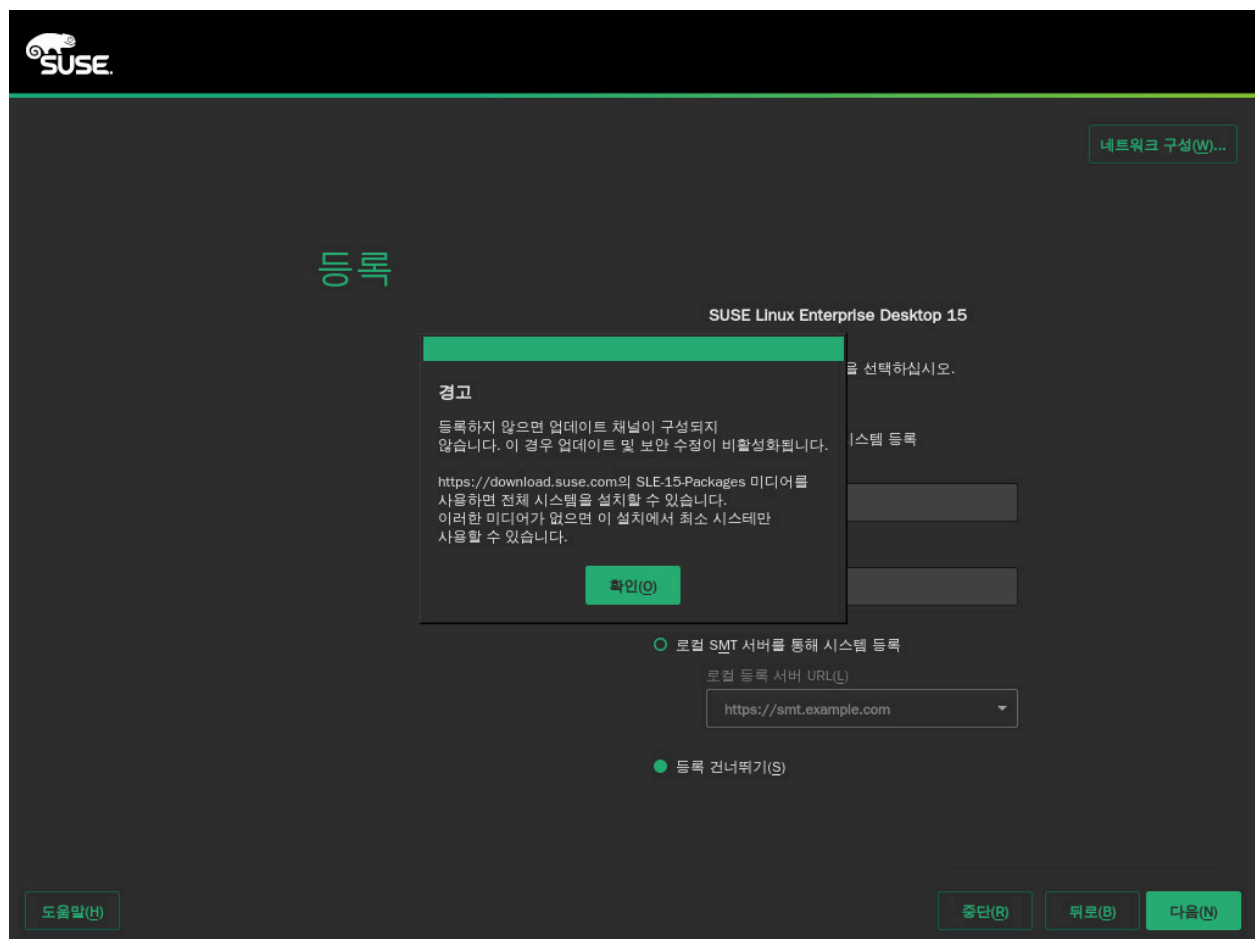 SUSE.
네트워크 구성(W)...
등록
SUSE Linux Enterprise Desktop 15
을 선택하십시오.
경고
등록하지 않으면 업데이트 채널이 구성되지
않습니다. 이 경우 업데이트 및 보안 수정이 비활성화됩니다.
시스템 등록
https://download.suse.com의 SLE-15-Packages 미디어를
사용하면 전체 시스템을 설치할 수 있습니다.
이러한 미디어가 없으면 이 설치에서 최소 시스테만
사용할 수 있습니다.
확인(O)
로컬 SMT 서버를 통해 시스템 등록
로컬 등록 서버 URL(L)
https://smt.example.com
등록 건너뛰기(S)
도움말(H)
중단(R)
뒤로(B)
다음(N)